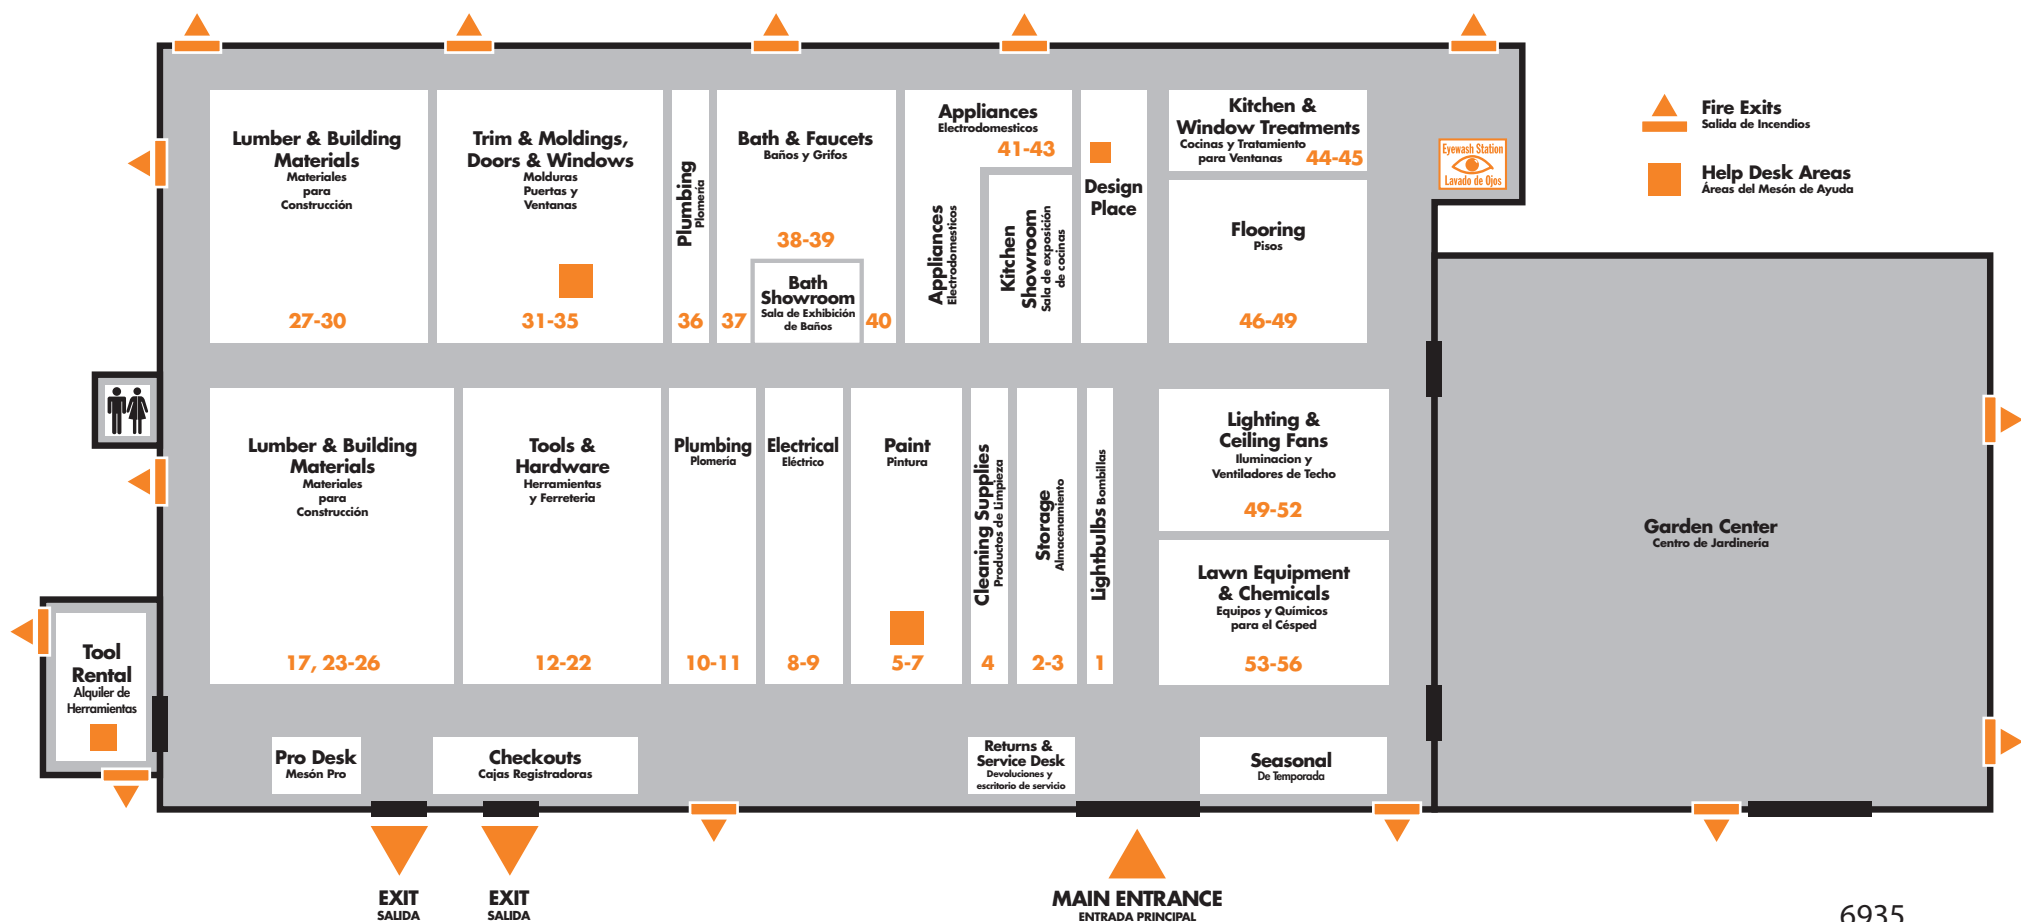 Lumber & Building
Materials
Materiales
para
Construcción
27-30
Trim & Moldings,
Doors & Windows
Molduras
Puertas y
Ventanas
31-35
Plumbing
Plomería
36
Bath & Faucets
Baños y Grifos
38-39
37
Bath
Showroom
Sala de Exhibición
de Baños
40
Appliances
Electrodomesticos
41-43
Appliances
Electrodomesticos
Kitchen
Showroom
Sala de exposición
de cocinas
Design
Place
Kitchen &
Window Treatments
Cocinas y Tratamiento
para Ventanas
44-45
Flooring
Pisos
46-49
Eyewash Station
Lavado de Ojos
Fire Exits
Salida de Incendios
Help Desk Areas
Áreas del Mesón de Ayuda
Lumber & Building
Materials
Materiales
para
Construcción
17, 23-26
Tools &
Hardware
Herramientas
y Ferreteria
12-22
Plumbing
Plomería
10-11
Electrical
Eléctrico
8-9
Paint
Pintura
5-7
Cleaning Supplies
Productos de Limpieza
4
Storage
Almacenamiento
2-3
Lightbulbs Bombillas
1
Lighting &
Ceiling Fans
Iluminacion y
Ventiladores de Techo
49-52
Lawn Equipment
& Chemicals
Equipos y Químicos
para el Césped
53-56
Garden Center
Centro de Jardinería
Tool
Rental
Alquiler de
Herramientas
Pro Desk
Mesón Pro
Checkouts
Cajas Registradoras
Returns &
Service Desk
Devoluciones y
escritorio de servicio
Seasonal
De Temporada
EXIT
SALIDA
EXIT
SALIDA
MAIN ENTRANCE
ENTRADA PRINCIPAL
6935